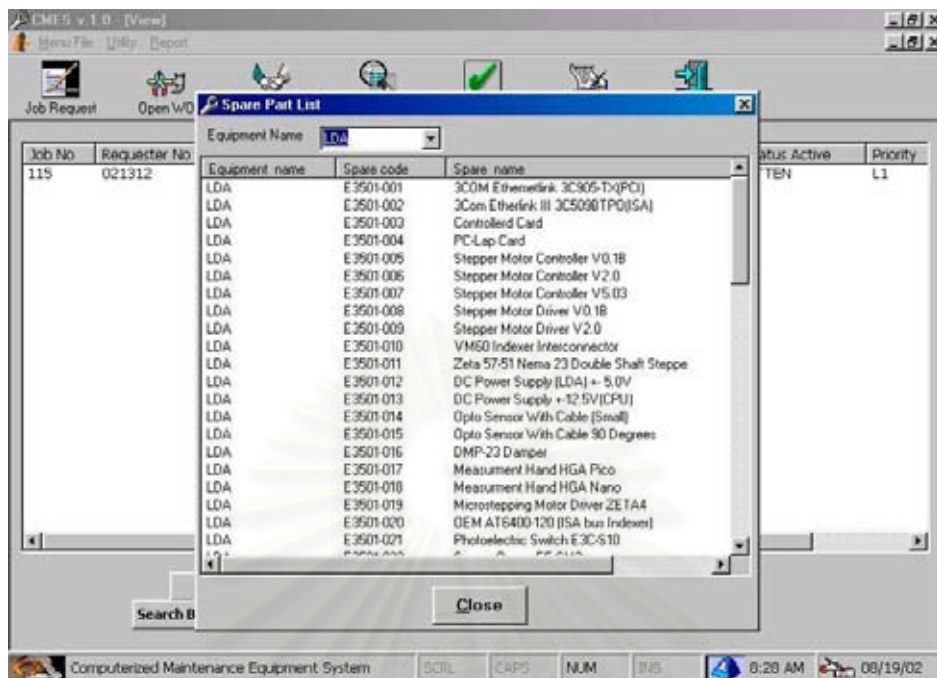 CMES v.1.0 - [View]
Menu File Utility Report
Job Request Open WO
Spare Part List
Equipment Name LDA
Job No Requester No Status Active Priority
115 021312 TTEN L1
Equipment name Spare code Spare name
LDA E3501-001 3COM Ethernetlink 3C905-TX(PCI)
LDA E3501-002 3Com Etherlink III 3C509BTPO(ISA)
LDA E3501-003 Controllerd Card
LDA E3501-004 PC-Lap Card
LDA E3501-005 Stepper Motor Controller V0.1B
LDA E3501-006 Stepper Motor Controller V2.0
LDA E3501-007 Stepper Motor Controller V5.03
LDA E3501-008 Stepper Motor Driver V0.1B
LDA E3501-009 Stepper Motor Driver V2.0
LDA E3501-010 VM60 Indexer Interconnector
LDA E3501-011 Zeta 57-51 Nema 23 Double Shaft Steppe
LDA E3501-012 DC Power Supply (LDA) +- 5.0V
LDA E3501-013 DC Power Supply +-12.5V(CPU)
LDA E3501-014 Opto Sensor With Cable (Small)
LDA E3501-015 Opto Sensor With Cable 90 Degrees
LDA E3501-016 DMP-23 Damper
LDA E3501-017 Measurment Hand HGA Pico
LDA E3501-018 Measurment Hand HGA Nano
LDA E3501-019 Microstepping Motor Driver ZETA4
LDA E3501-020 OEM AT6400-120 (ISA bus Indexer)
LDA E3501-021 Photoelectric Switch E3C-S10
Close
Search B
Computerized Maintenance Equipment System SCRL CAPS NUM INS 8:28 AM 08/19/02